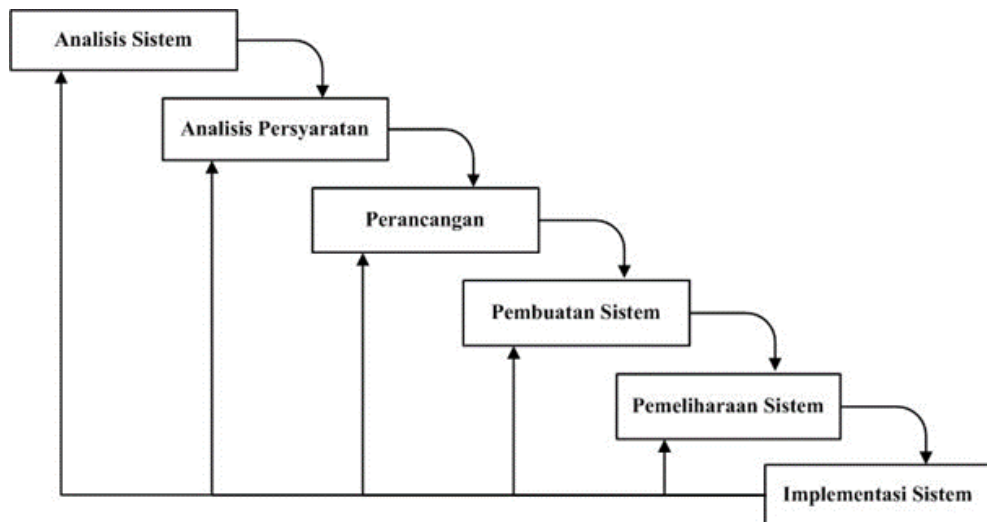 Analisis Sistem
Analisis Persyaratan
Perancangan
Pembuatan Sistem
Pemeliharaan Sistem
Implementasi Sistem